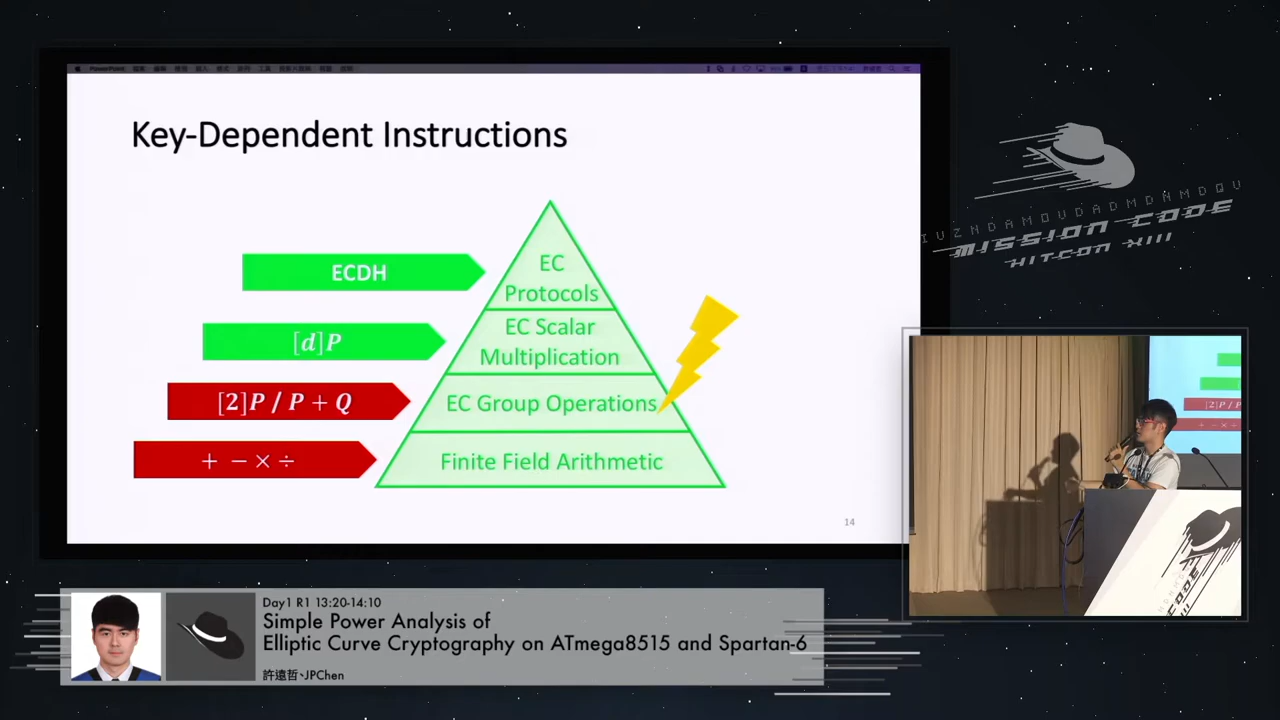 PowerPoint
Key-Dependent Instructions
ECDH
EC
Protocols
[d]P
EC Scalar
Multiplication
[2]P / P + Q
EC Group Operations
+ − × ÷
Finite Field Arithmetic
14
MISSION CODE
HITCON XIII
[2]P / P
+ − × ÷
Day1 R1 13:20-14:10
Simple Power Analysis of
Elliptic Curve Cryptography on ATmega8515 and Spartan-6
許遠哲、JPChen